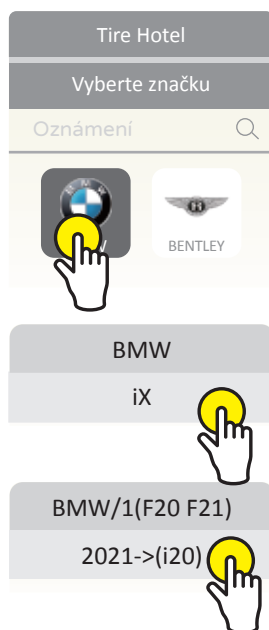 Tire Hotel
Vyberte značku
Oznámení
BENTLEY
BMW
iX
BMW/1(F20 F21)
2021->(i20)